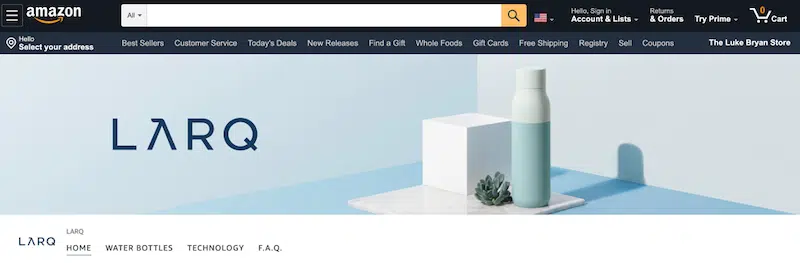 amazon
All
Hello, Sign in
Account & Lists
Returns
& Orders
Try Prime
0
Cart
Hello
Select your address
Best Sellers
Customer Service
Today's Deals
New Releases
Find a Gift
Whole Foods
Gift Cards
Free Shipping
Registry
Sell
Coupons
The Luke Bryan Store
LARQ
LARQ
LARQ
HOME
WATER BOTTLES
TECHNOLOGY
F.A.Q.